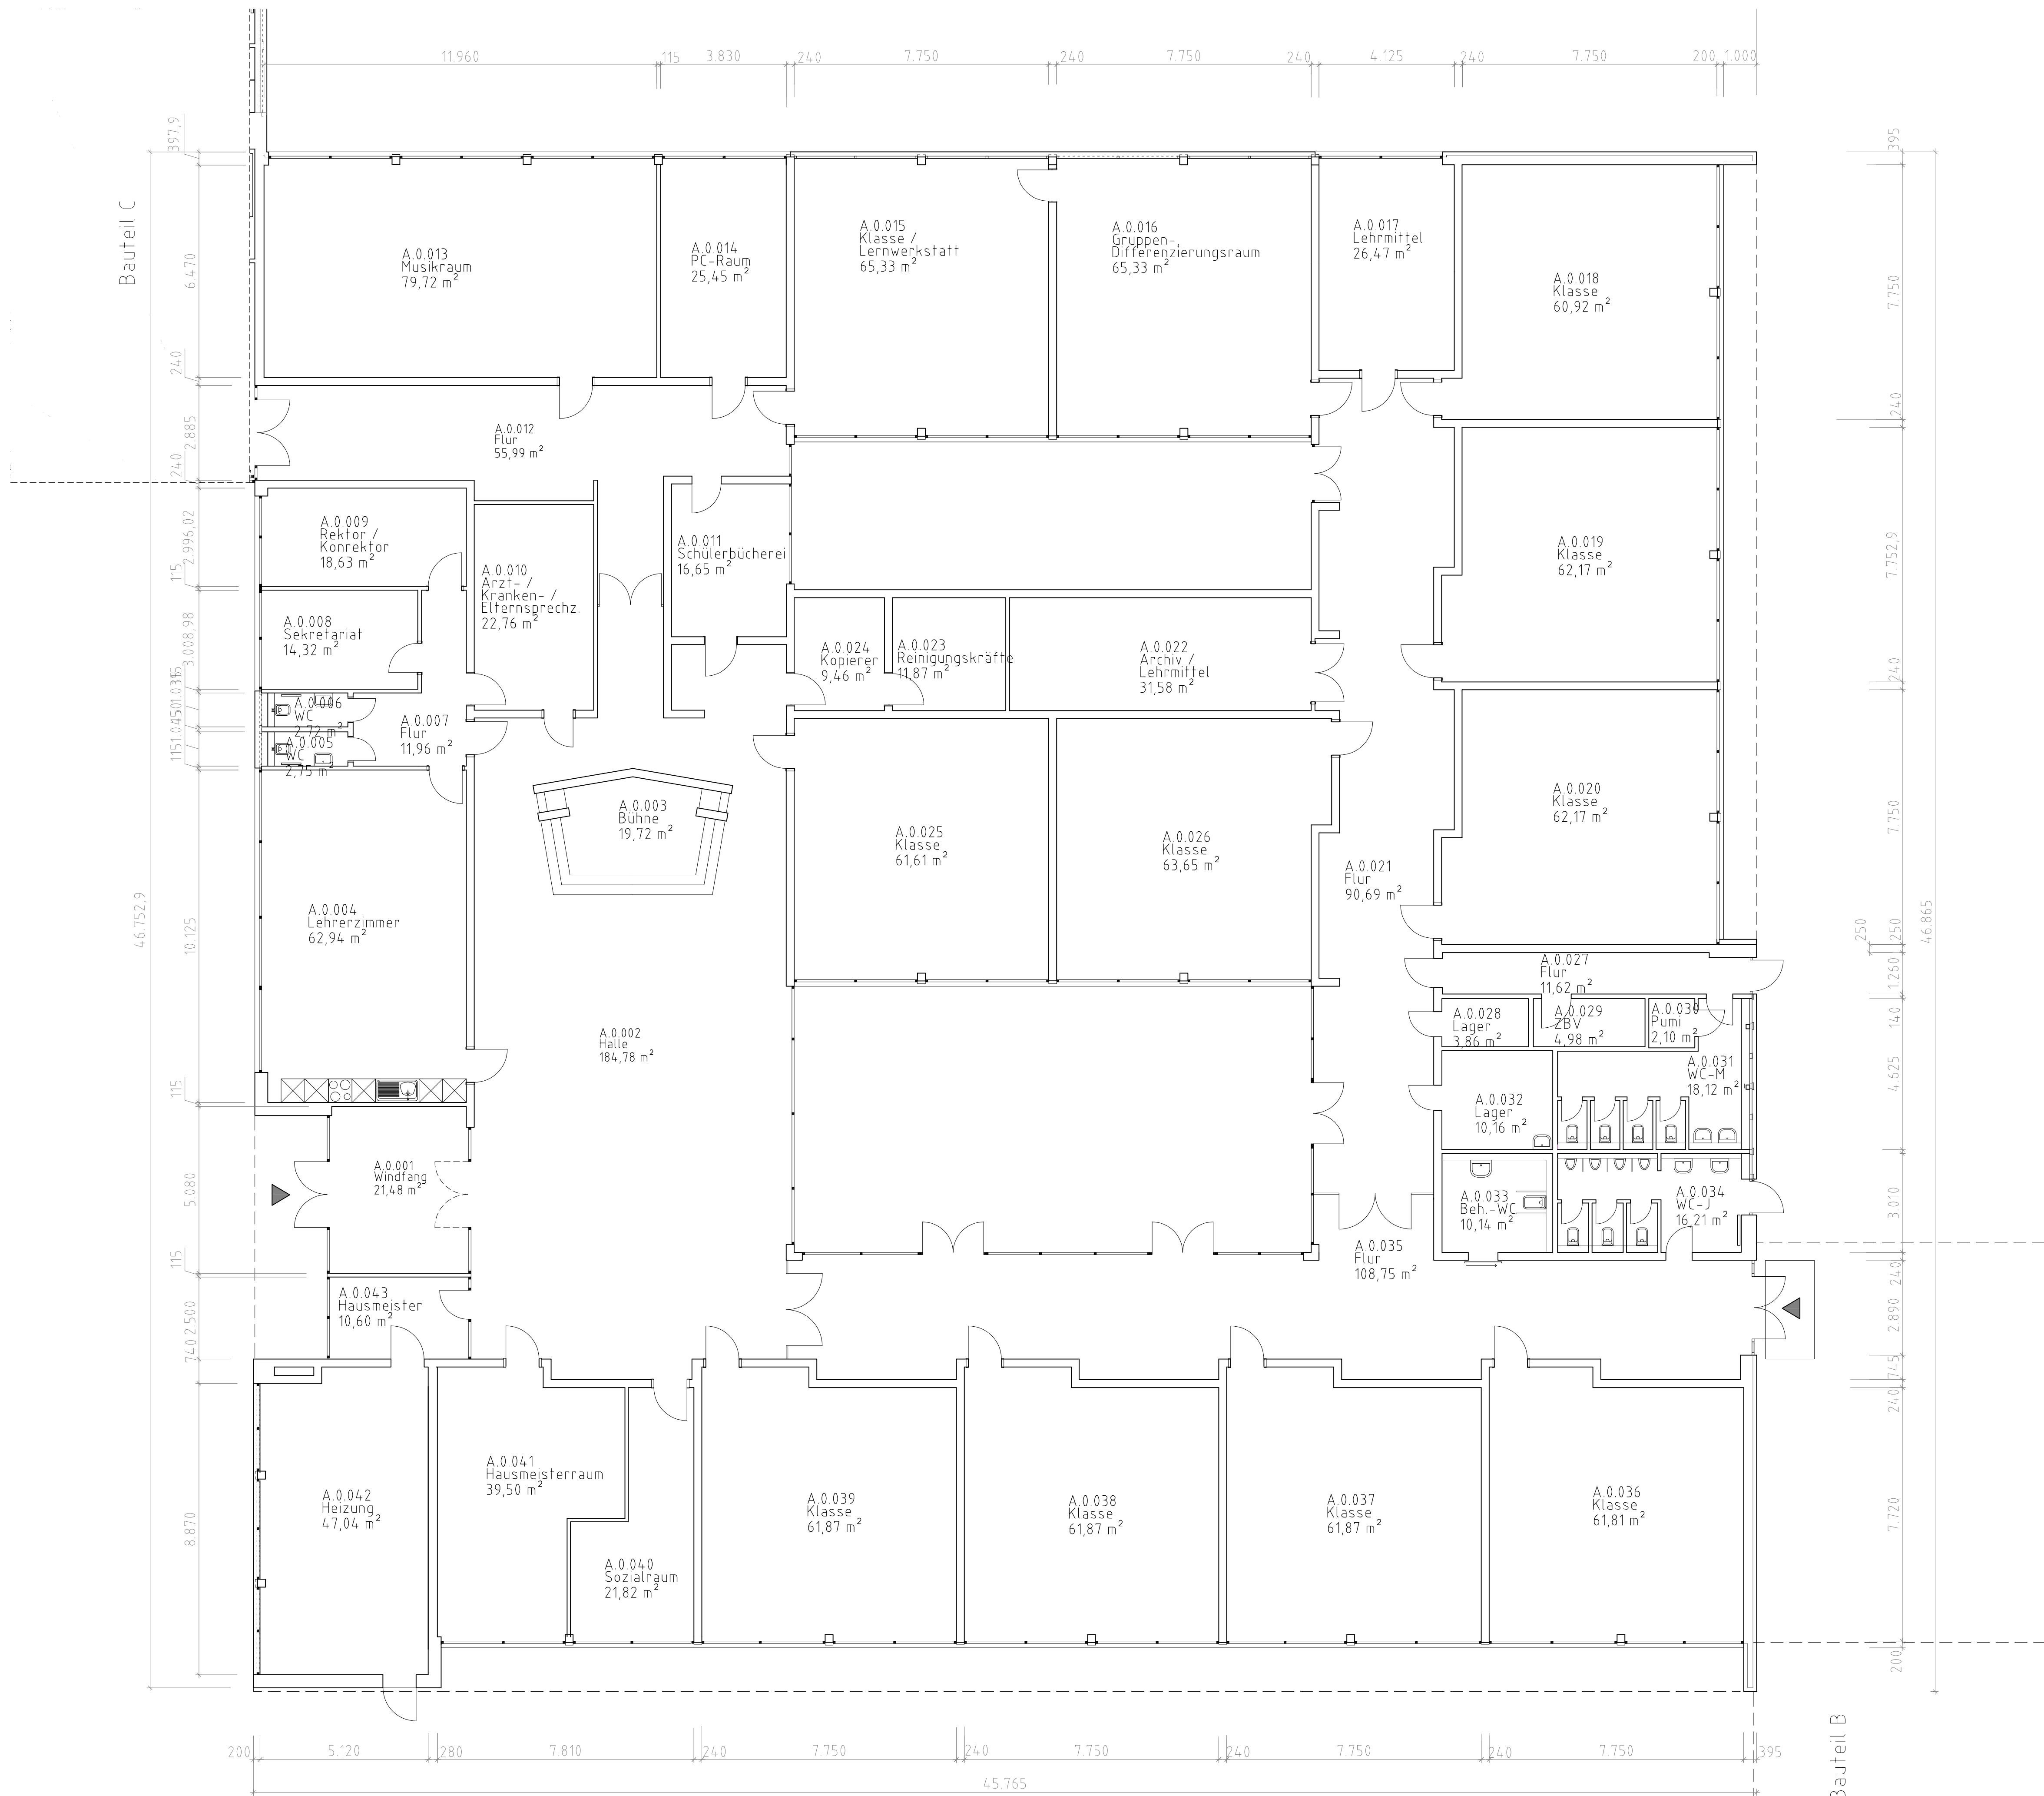 11.960
115
3.830
240
7.750
240
7.750
240
4.125
240
7.750
200
1.000
Bauteil C
397,9
6.470
240
2.885
240
2.996,02
115
3.008,98
10.125
115
5.080
115
2.500
740
8.870
46.752,9
395
7.750
240
7.752,9
240
7.750
250
250
1.260
140
4.625
3.010
240
2.890
745
240
7.720
200
46.865
A.0.013
Musikraum
79,72 m²
A.0.014
PC-Raum
25,45 m²
A.0.015
Klasse /
Lernwerkstatt
65,33 m²
A.0.016
Gruppen-,
Differenzierungsraum
65,33 m²
A.0.017
Lehrmittel
26,47 m²
A.0.018
Klasse
60,92 m²
A.0.012
Flur
55,99 m²
A.0.009
Rektor /
Konrektor
18,63 m²
A.0.010
Arzt- /
Kranken- /
Elternsprechz.
22,76 m²
A.0.011
Schülerbücherei
16,65 m²
A.0.019
Klasse
62,17 m²
A.0.008
Sekretariat
14,32 m²
A.0.024
Kopierer
9,46 m²
A.0.023
Reinigungskräfte
11,87 m²
A.0.022
Archiv /
Lehrmittel
31,58 m²
A.0.006
WC
2,72 m²
A.0.005
WC
2,75 m²
A.0.007
Flur
11,96 m²
A.0.003
Bühne
19,72 m²
A.0.025
Klasse
61,61 m²
A.0.026
Klasse
63,65 m²
A.0.021
Flur
90,69 m²
A.0.020
Klasse
62,17 m²
A.0.004
Lehrerzimmer
62,94 m²
A.0.002
Halle
184,78 m²
A.0.027
Flur
11,62 m²
A.0.028
Lager
3,86 m²
A.0.029
ZBV
4,98 m²
A.0.030
Pumi
2,10 m²
A.0.031
WC-M
18,12 m²
A.0.032
Lager
10,16 m²
A.0.033
Beh.-WC
10,14 m²
A.0.034
WC-J
16,21 m²
A.0.001
Windfang
21,48 m²
A.0.035
Flur
108,75 m²
A.0.043
Hausmeister
10,60 m²
A.0.042
Heizung
47,04 m²
A.0.041
Hausmeisterraum
39,50 m²
A.0.040
Sozialraum
21,82 m²
A.0.039
Klasse
61,87 m²
A.0.038
Klasse
61,87 m²
A.0.037
Klasse
61,87 m²
A.0.036
Klasse
61,81 m²
200
5.120
280
7.810
240
7.750
240
7.750
240
7.750
240
7.750
395
45.765
Bauteil B